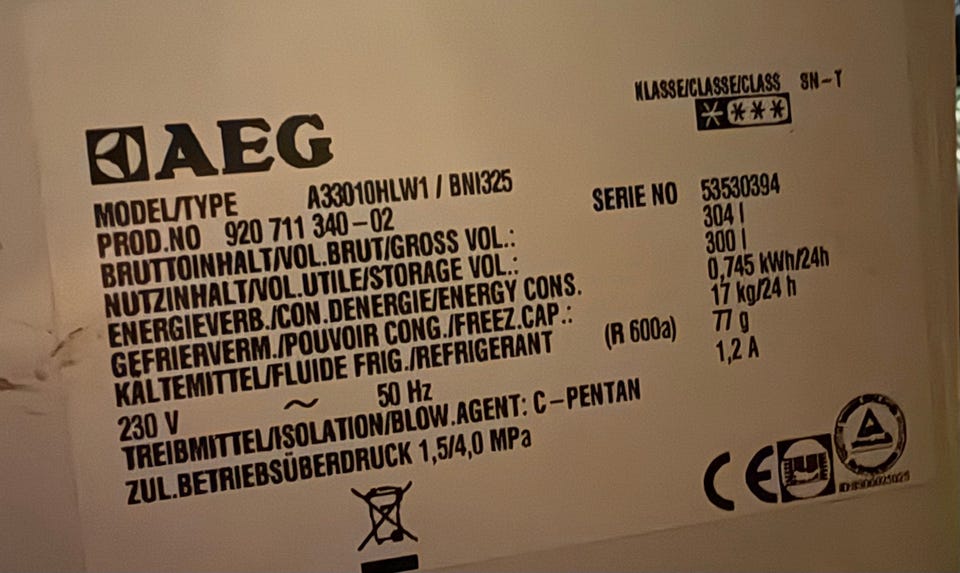 KLASSE/CLASSE/CLASS SN-T
AEG
MODEL/TYPE A33010HLW1 / BNI325
PROD.NO 920 711 340-02 SERIE NO 53530394
BRUTTOINHALT/VOL.BRUT/GROSS VOL.: 304 l
NUTZINHALT/VOL.UTILE/STORAGE VOL.: 300 l
ENERGIEVERB./CON.DENERGIE/ENERGY CONS. 0,745 kWh/24h
GEFRIERVERM./POUVOIR CONG./FREEZ.CAP.: 17 kg/24 h
KÄLTEMITTEL/FLUIDE FRIG./REFRIGERANT (R 600a) 77 g
230 V ~ 50 Hz 1,2 A
TREIBMITTEL/ISOLATION/BLOW.AGENT: C-PENTAN
ZUL.BETRIEBSÜBERDRUCK 1,5/4,0 MPa
CE